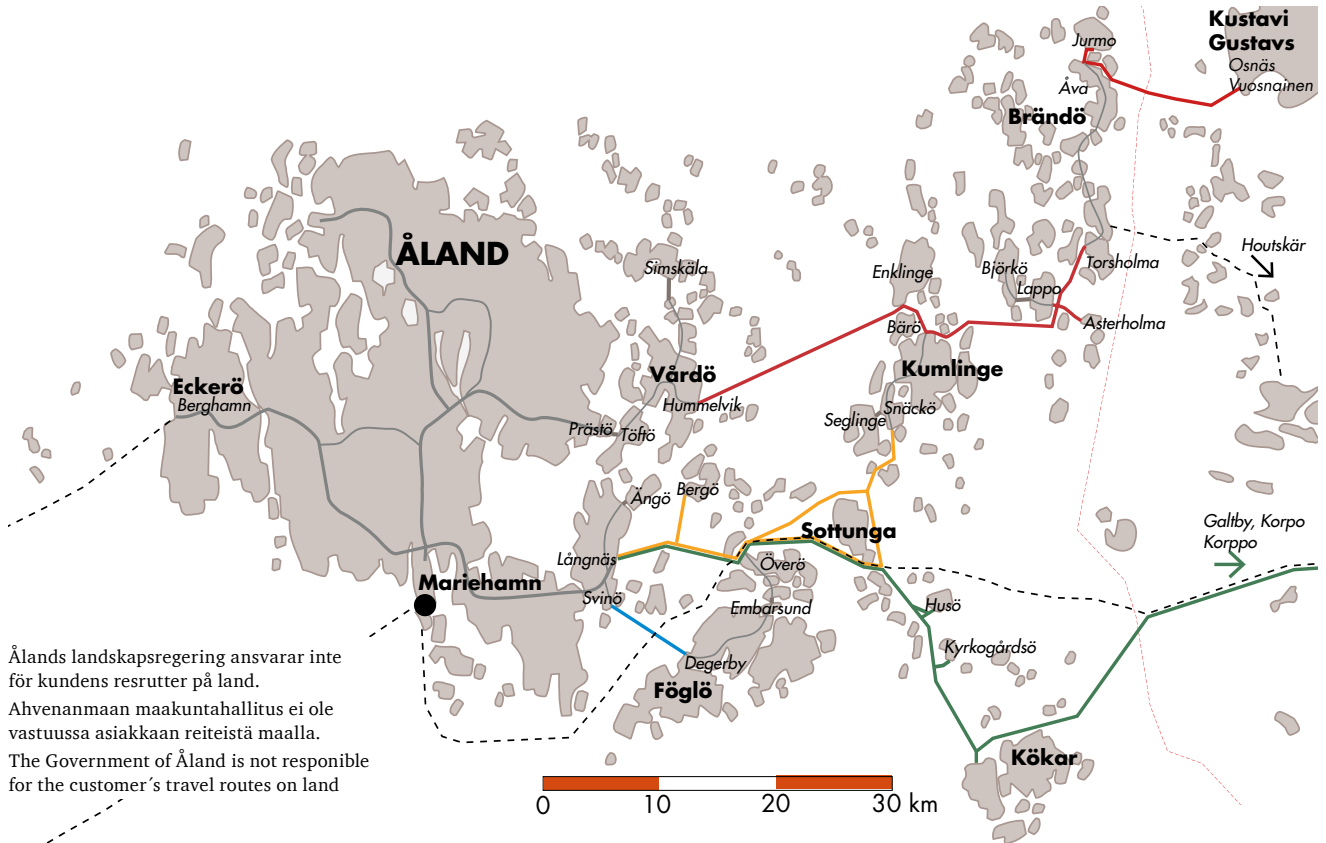 Kustavi
Gustavs
Osnäs
Vuosnainen
Jurmo
Åva
Brändö
ÅLAND
Simskäla
Enklinge
Björkö
Lappo
Torsholma
Houtskär
Bärö
Asterholma
Eckerö
Berghamn
Vårdö
Hummelvik
Kumlinge
Prästö
Töftö
Seglinge
Snäckö
Ängö
Bergö
Sottunga
Galtby, Korpo
Korppo
Långnäs
Överö
Mariehamn
Svinö
Embarsund
Husö
Kyrkogårdsö
Degerby
Föglö
Kökar
Ålands landskapsregering ansvarar inte
för kundens resrutter på land.
Ahvenanmaan maakuntahallitus ei ole
vastuussa asiakkaan reiteistä maalla.
The Government of Åland is not responible
for the customer´s travel routes on land
0 10 20 30 km